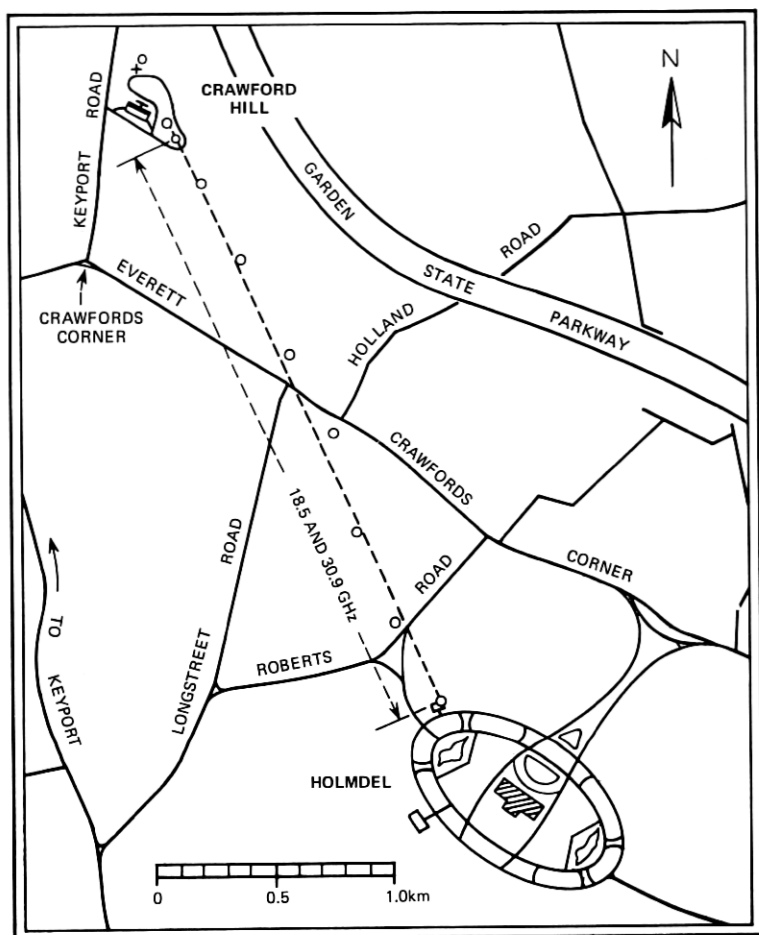 CRAWFORD
HILL
N
KEYPORT
ROAD
GARDEN
STATE
PARKWAY
ROAD
HOLLAND
EVERETT
CRAWFORDS
CORNER
CRAWFORDS
CORNER
18.5 AND 30.9 GHz
ROAD
LONGSTREET
ROAD
ROBERTS
TO
KEYPORT
HOLMDEL
0
0.5
1.0km